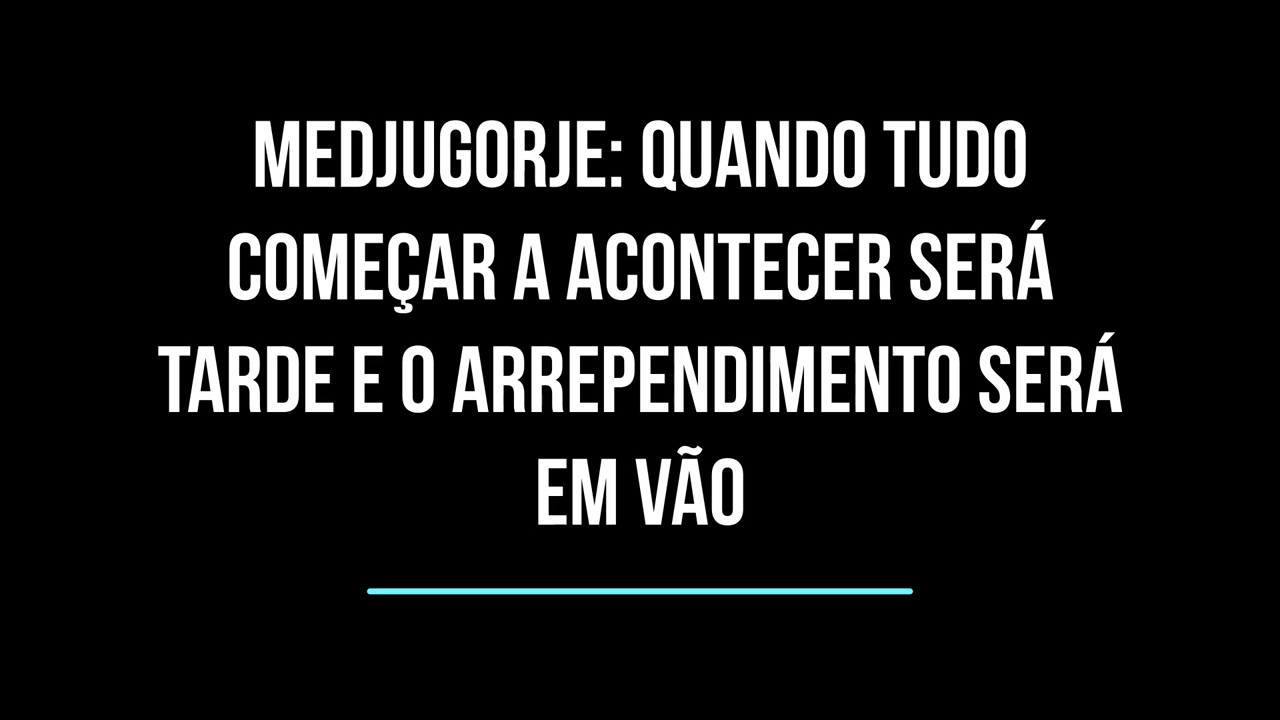 MEDJUGORJE: QUANDO TUDO
COMEÇAR A ACONTECER SERÁ
TARDE E O ARREPENDIMENTO SERÁ
EM VÃO